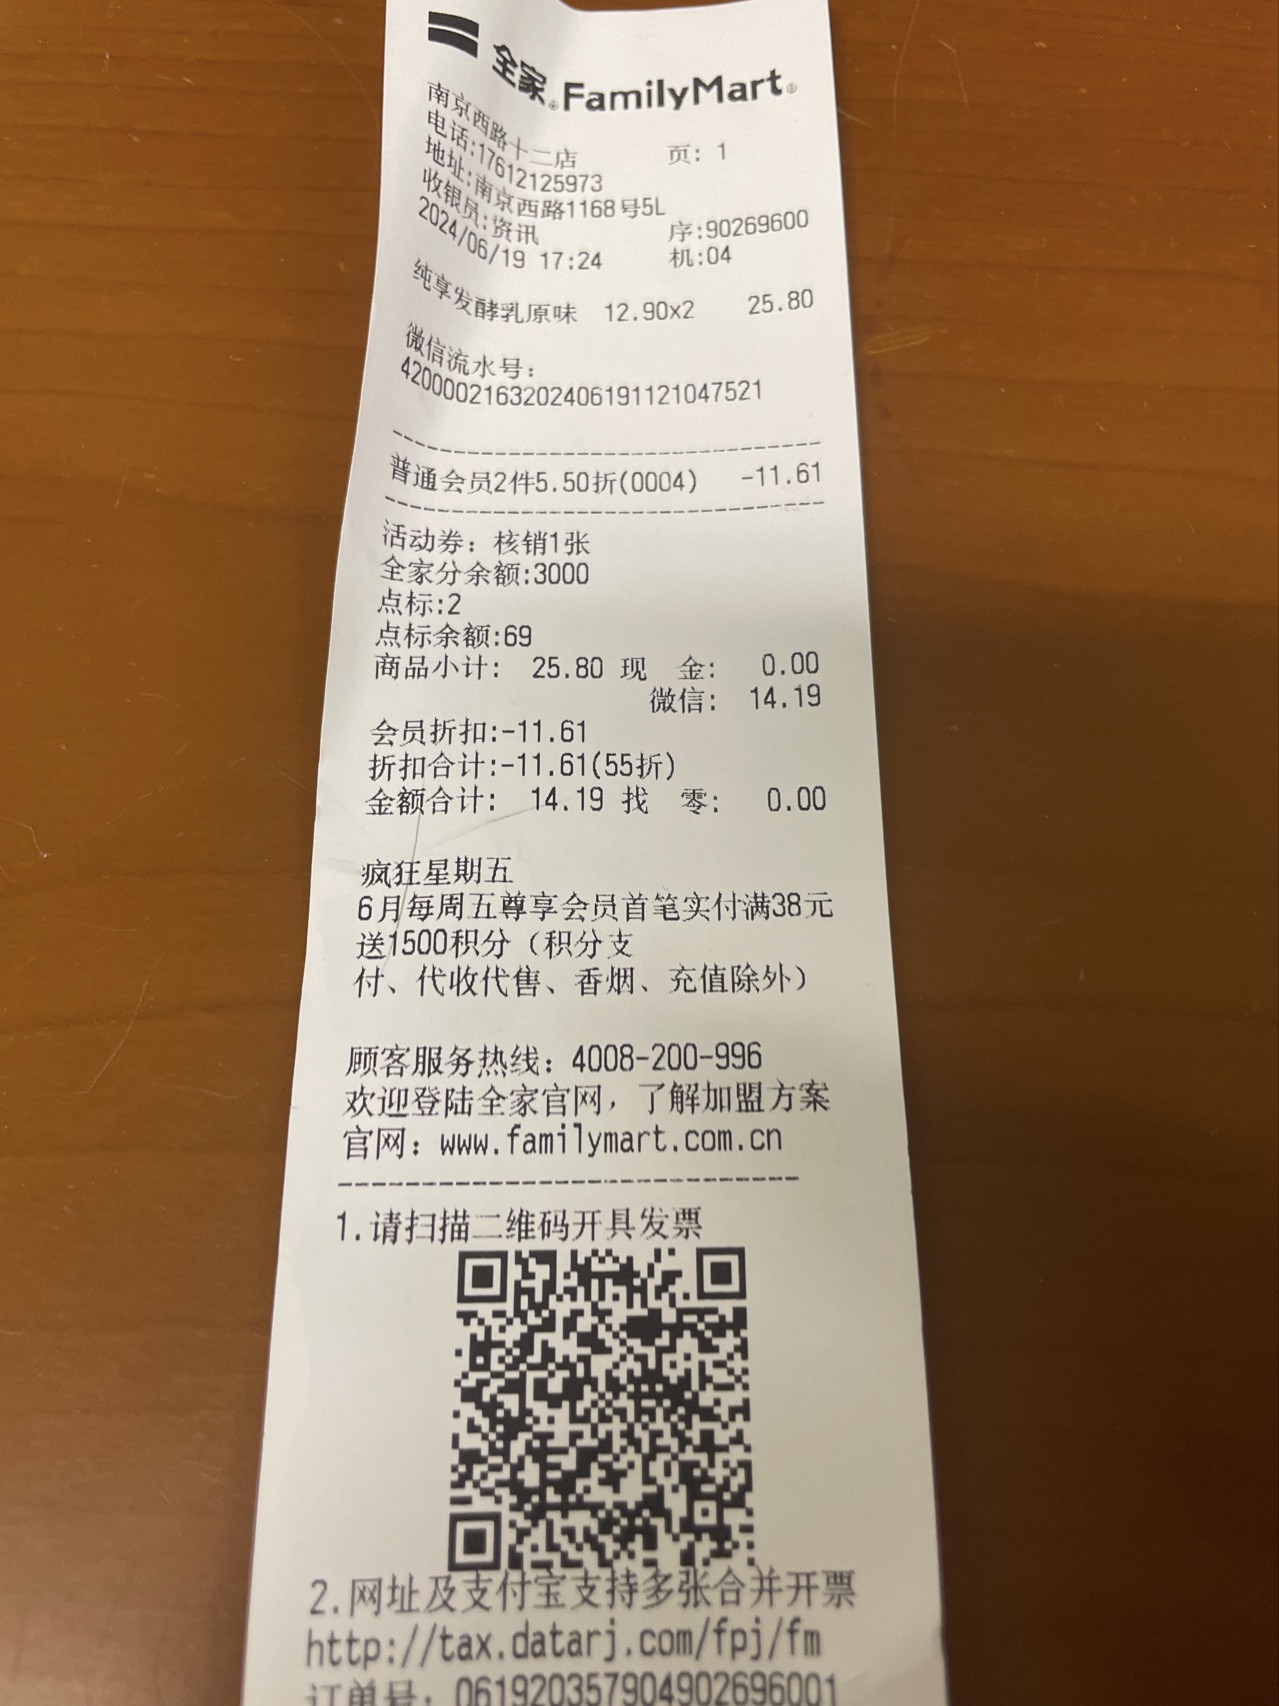 全家 FamilyMart
南京西路十二店 页: 1
电话:17612125973
地址:南京西路1168号5L
收银员:资讯 序:90269600
2024/06/19 17:24 机:04
纯享发酵乳原味 12.90x2 25.80
微信流水号:
4200002163202406191121047521
普通会员2件5.50折(0004) -11.61
活动券: 核销1张
全家分余额:3000
点标:2
点标余额:69
商品小计: 25.80 现 金: 0.00
微信: 14.19
会员折扣:-11.61
折扣合计:-11.61(55折)
金额合计: 14.19 找 零: 0.00
疯狂星期五
6月每周五尊享会员首笔实付满38元
送1500积分（积分支
付、代收代售、香烟、充值除外）
顾客服务热线: 4008-200-996
欢迎登陆全家官网，了解加盟方案
官网: www.familymart.com.cn
1.请扫描二维码开具发票
2.网址及支付宝支持多张合并开票
http://tax.datarj.com/fpj/fm
订单号: 0619203579049026960​01